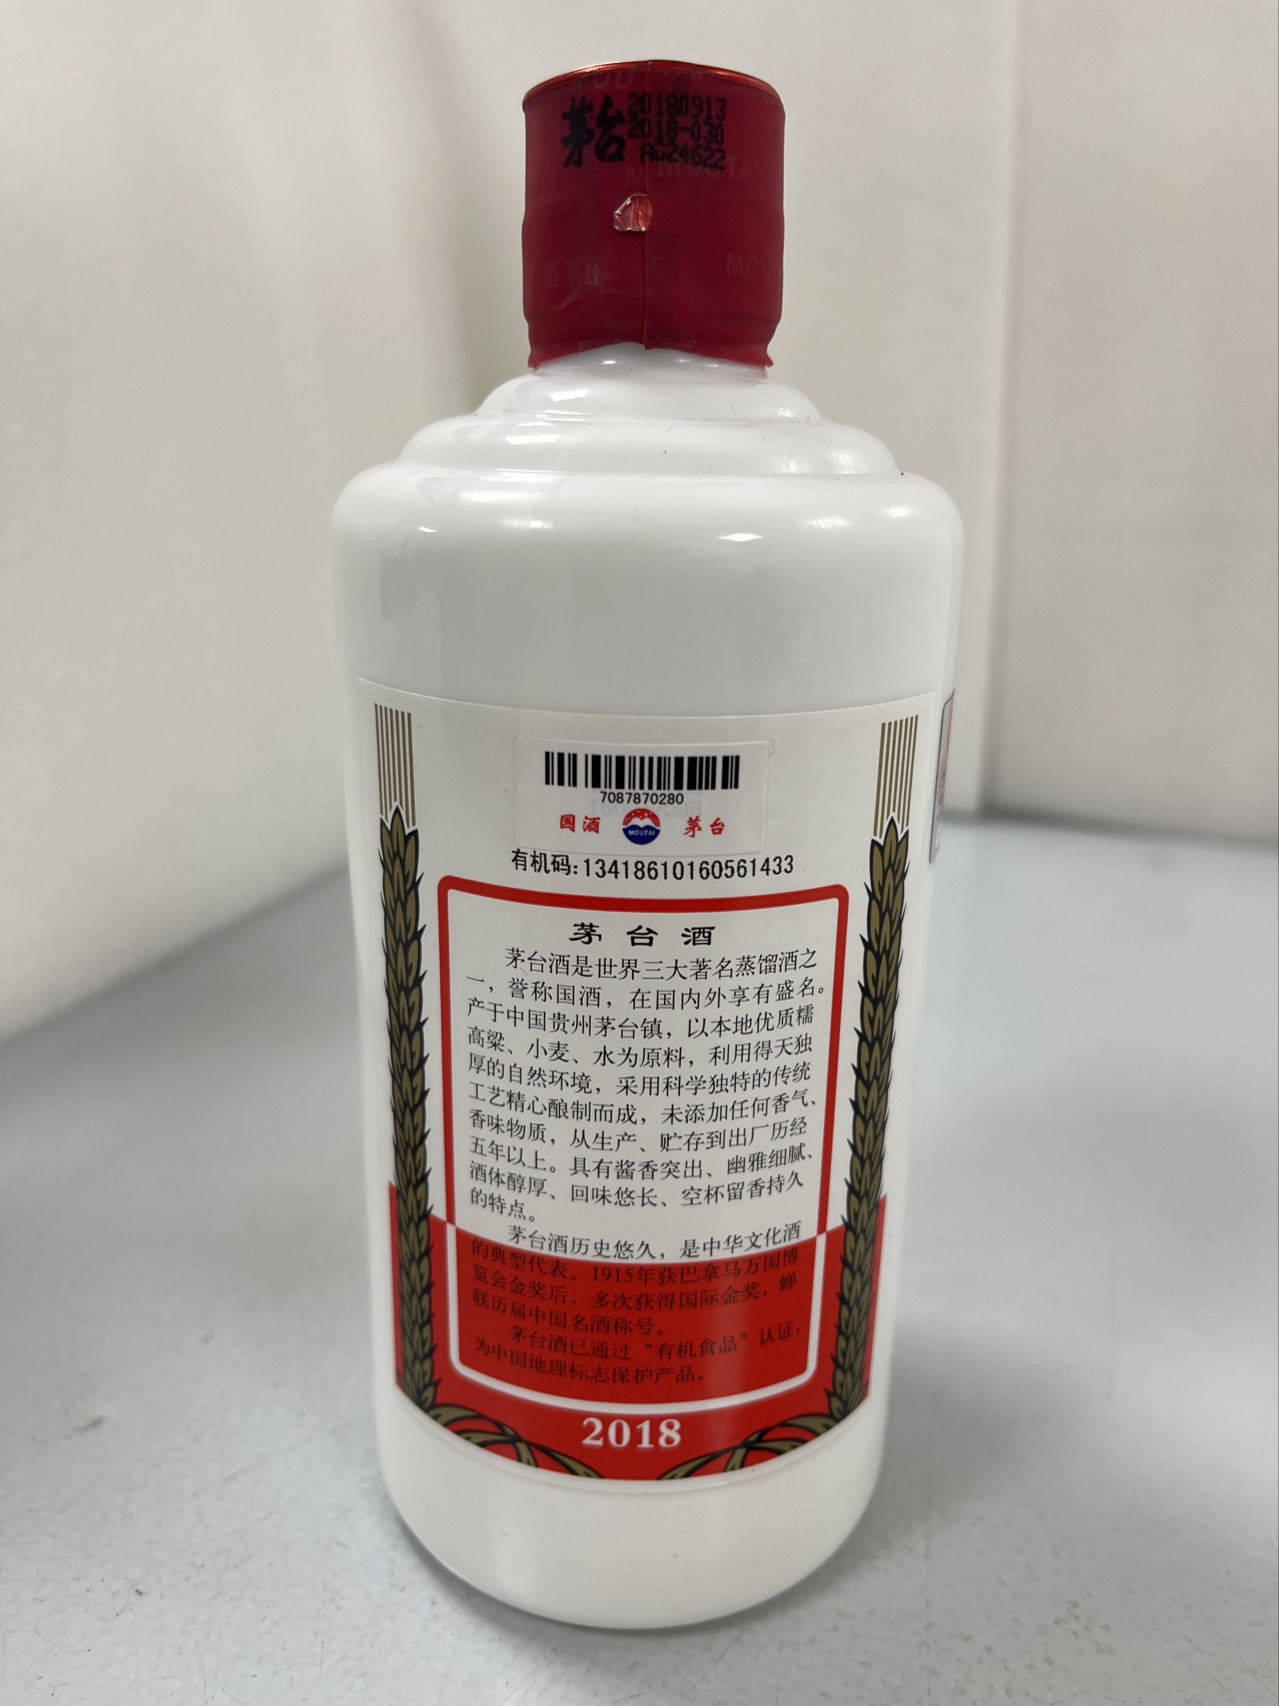 MOUTAI
茅台 20180913
2018-030
AG24622
MOUTAI
茅台
MOU
7087870280
国酒 MOUTAI 茅台
有机码:13418610160561433
茅台酒
茅台酒是世界三大著名蒸馏酒之
一，誉称国酒，在国内外享有盛名。
产于中国贵州茅台镇，以本地优质糯
高粱、小麦、水为原料，利用得天独
厚的自然环境，采用科学独特的传统
工艺精心酿制而成，未添加任何香气、
香味物质，从生产、贮存到出厂历经
五年以上。具有酱香突出、幽雅细腻、
酒体醇厚、回味悠长、空杯留香持久
的特点。
茅台酒历史悠久，是中华文化酒
的典型代表。1915年获巴拿马万国博
览会金奖后，多次获得国际金奖，蝉
联历届中国名酒称号。
茅台酒已通过“有机食品”认证，
为中国地理标志保护产品。
2018